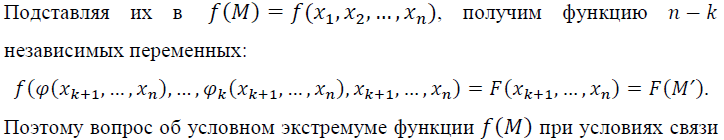 Подставляя их в f(M) = f(x₁, x₂, …, xₙ), получим функцию n − k
независимых переменных:
f(φ(xₖ₊₁, …, xₙ), …, φₖ(xₖ₊₁, …, xₙ), xₖ₊₁, …, xₙ) = F(xₖ₊₁, …, xₙ) = F(M′).
Поэтому вопрос об условном экстремуме функции f(M) при условиях связи